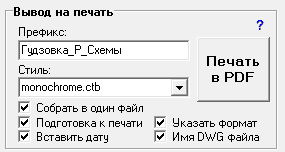 Вывод на печать
?
Префикс:
Гудзовка_Р_Схемы
Стиль:
monochrome.ctb
Печать
в PDF
Собрать в один файл
Подготовка к печати
Указать формат
Вставить дату
Имя DWG файла